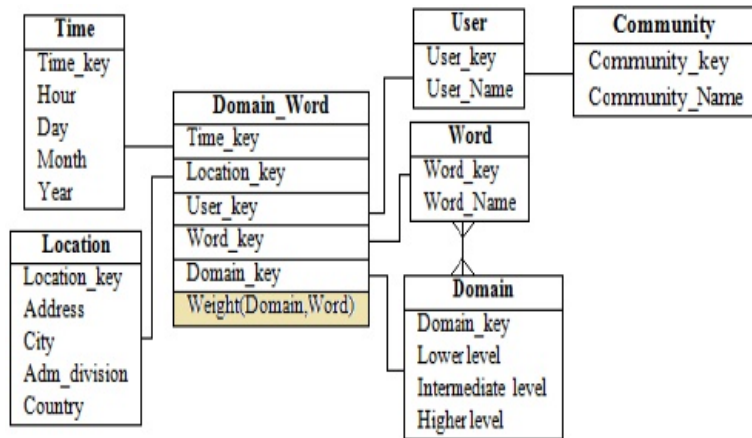 Time
Time_key
Hour
Day
Month
Year
Location
Location_key
Address
City
Adm_division
Country
Domain_Word
Time_key
Location_key
User_key
Word_key
Domain_key
Weight(Domain,Word)
User
User_key
User_Name
Community
Community_key
Community_Name
Word
Word_key
Word_Name
Domain
Domain_key
Lower level
Intermediate level
Higher level